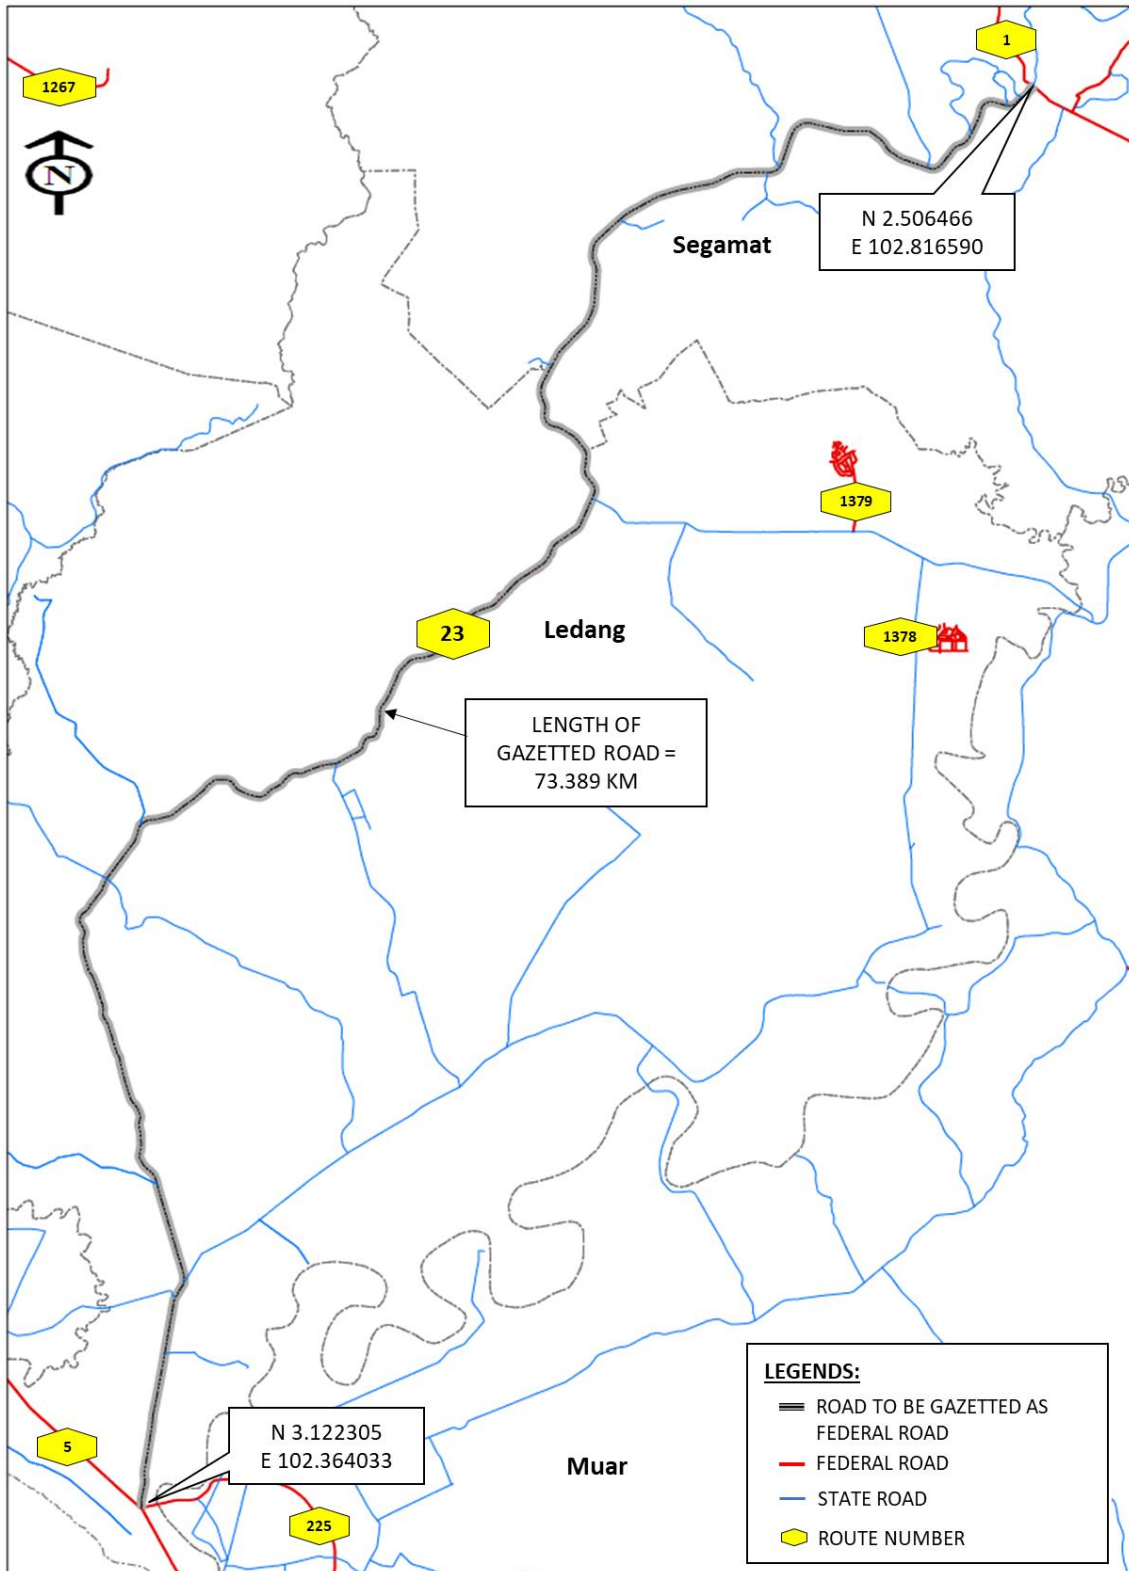 1
1267
N
N 2.506466
E 102.816590
Segamat
1379
23
Ledang
1378
LENGTH OF
GAZETTED ROAD =
73.389 KM
LEGENDS:
ROAD TO BE GAZETTED AS
FEDERAL ROAD
FEDERAL ROAD
STATE ROAD
ROUTE NUMBER
N 3.122305
E 102.364033
5
Muar
225